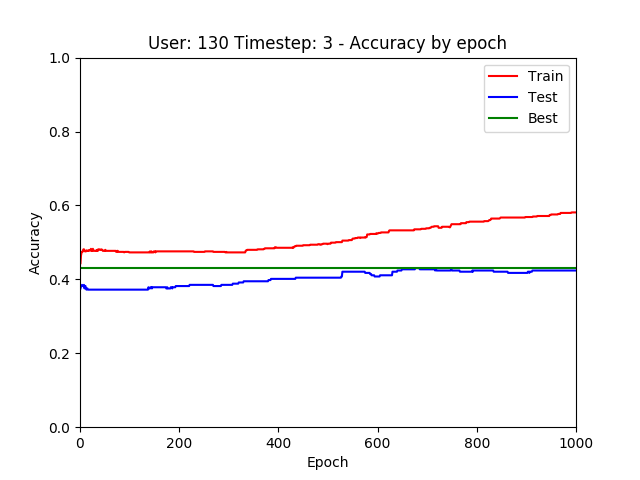 User: 130 Timestep: 3 - Accuracy by epoch
1.0
0.8
0.6
0.4
0.2
0.0
Accuracy
Train
Test
Best
0 200 400 600 800 1000
Epoch